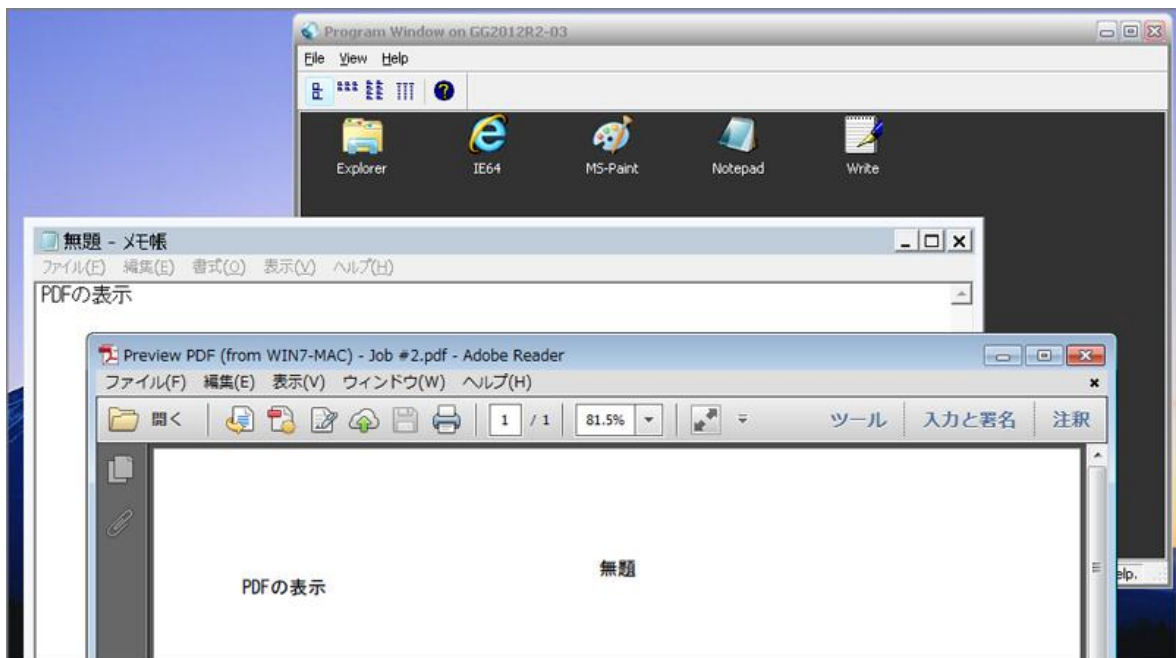 Program Window on GG2012R2-03
File View Help
Explorer IE64 MS-Paint Notepad Write
無題 - メモ帳
ファイル(F) 編集(E) 書式(O) 表示(V) ヘルプ(H)
PDFの表示
Preview PDF (from WIN7-MAC) - Job #2.pdf - Adobe Reader
ファイル(F) 編集(E) 表示(V) ウィンドウ(W) ヘルプ(H)
開く 1 / 1 81.5% ツール 入力と署名 注釈
無題
PDFの表示
elp.